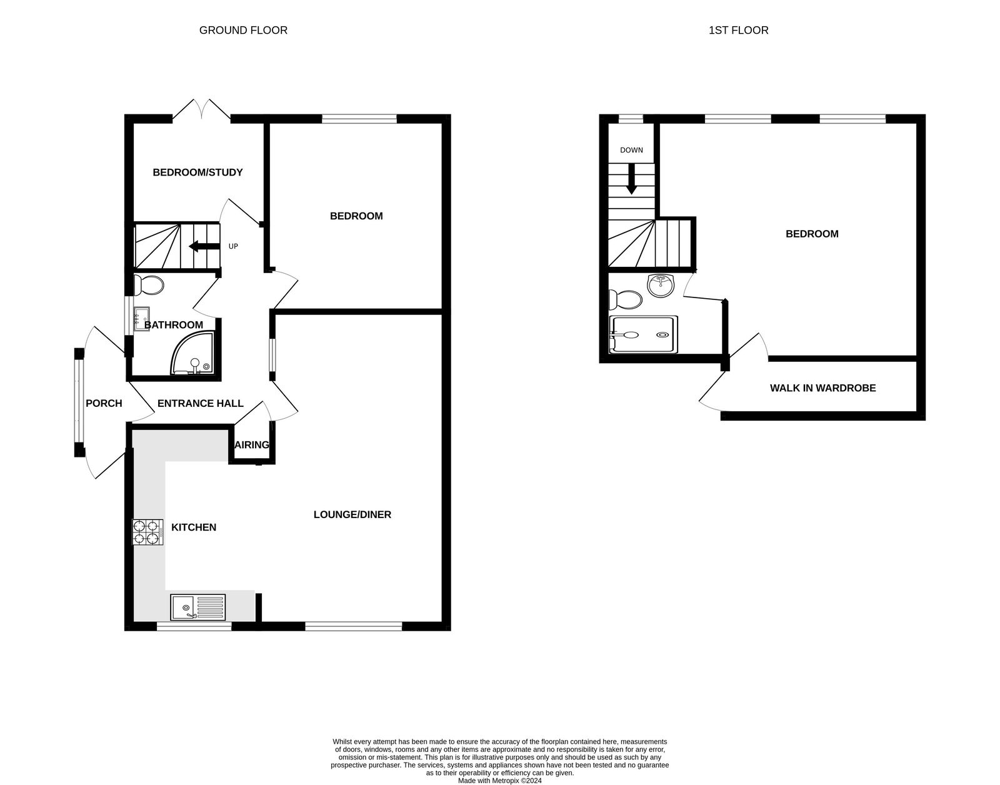 GROUND FLOOR
BEDROOM/STUDY
BEDROOM
UP
BATHROOM
PORCH
ENTRANCE HALL
AIRING
KITCHEN
LOUNGE/DINER
1ST FLOOR
DOWN
BEDROOM
WALK IN WARDROBE
Whilst every attempt has been made to ensure the accuracy of the floorplan contained here, measurements
of doors, windows, rooms and any other items are approximate and no responsibility is taken for any error,
omission or mis-statement. This plan is for illustrative purposes only and should be used as such by any
prospective purchaser. The services, systems and appliances shown have not been tested and no guarantee
as to their operability or efficiency can be given.
Made with Metropix ©2024